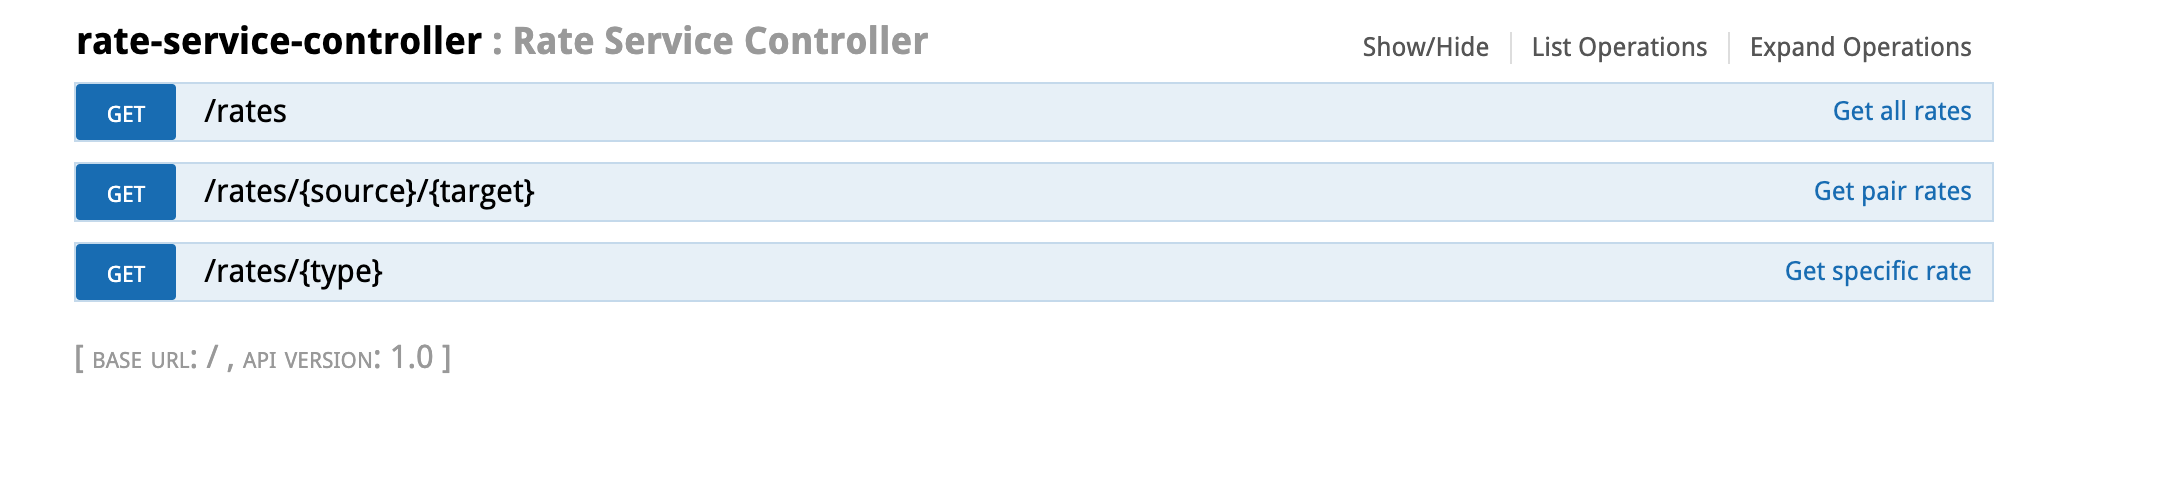 rate-service-controller : Rate Service Controller
Show/Hide List Operations Expand Operations
GET /rates Get all rates
GET /rates/{source}/{target} Get pair rates
GET /rates/{type} Get specific rate
[ BASE URL: / , API VERSION: 1.0 ]